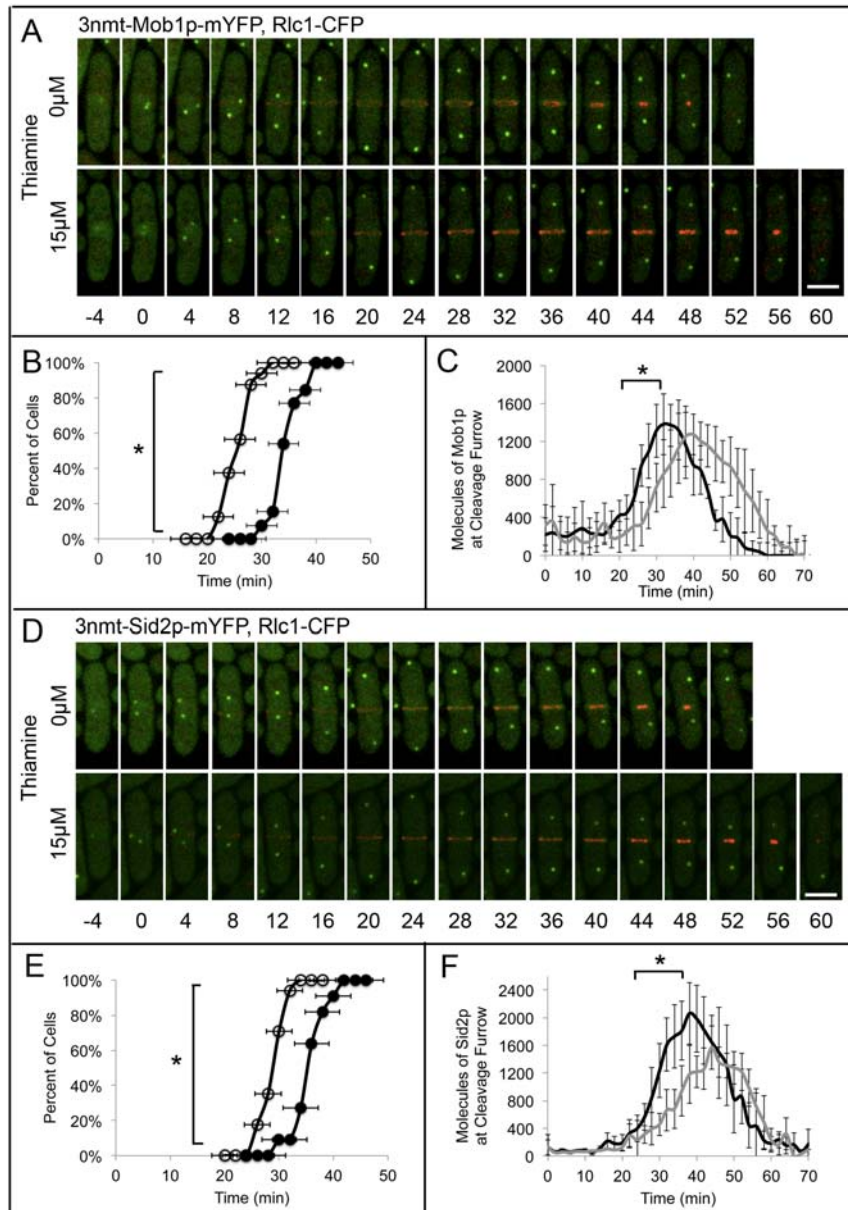 A
3nmt-Mob1p-mYFP, Rlc1-CFP
Thiamine
0µM
15µM
-4 0 4 8 12 16 20 24 28 32 36 40 44 48 52 56 60
B
Percent of Cells
100%
80%
60%
40%
20%
0%
*
0 10 20 30 40 50
Time (min)
C
Molecules of Mob1p
at Cleavage Furrow
2000
1600
1200
800
400
0
*
0 10 20 30 40 50 60 70
Time (min)
D
3nmt-Sid2p-mYFP, Rlc1-CFP
Thiamine
0µM
15µM
-4 0 4 8 12 16 20 24 28 32 36 40 44 48 52 56 60
E
Percent of Cells
100%
80%
60%
40%
20%
0%
*
0 10 20 30 40 50
Time (min)
F
Molecules of Sid2p
at Cleavage Furrow
2400
2000
1600
1200
800
400
0
*
0 10 20 30 40 50 60 70
Time (min)